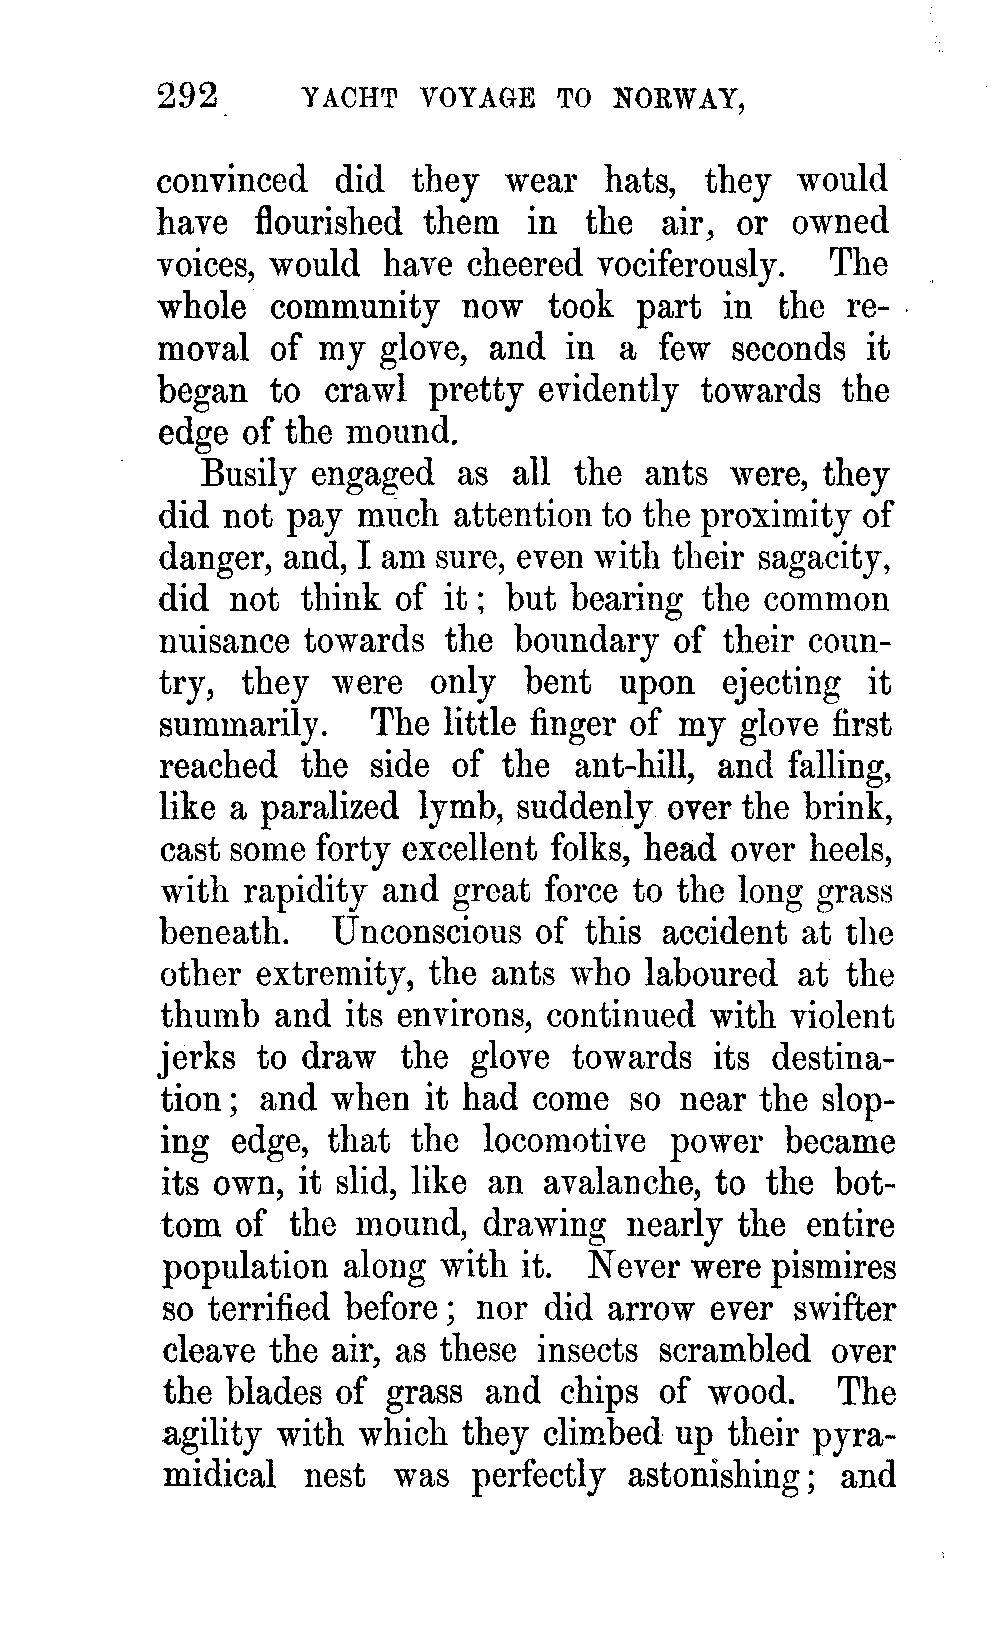 292 YACHT VOYAGE TO NORWAY,
convinced did they wear hats, they would
have flourished them in the air, or owned
voices, would have cheered vociferously. The
whole community now took part in the re-
moval of my glove, and in a few seconds it
began to crawl pretty evidently towards the
edge of the mound.
Busily engaged as all the ants were, they
did not pay much attention to the proximity of
danger, and, I am sure, even with their sagacity,
did not think of it; but bearing the common
nuisance towards the boundary of their coun-
try, they were only bent upon ejecting it
summarily. The little finger of my glove first
reached the side of the ant-hill, and falling,
like a paralized lymb, suddenly over the brink,
cast some forty excellent folks, head over heels,
with rapidity and great force to the long grass
beneath. Unconscious of this accident at the
other extremity, the ants who laboured at the
thumb and its environs, continued with violent
jerks to draw the glove towards its destina-
tion; and when it had come so near the slop-
ing edge, that the locomotive power became
its own, it slid, like an avalanche, to the bot-
tom of the mound, drawing nearly the entire
population along with it. Never were pismires
so terrified before; nor did arrow ever swifter
cleave the air, as these insects scrambled over
the blades of grass and chips of wood. The
agility with which they climbed up their pyra-
midical nest was perfectly astonishing; and